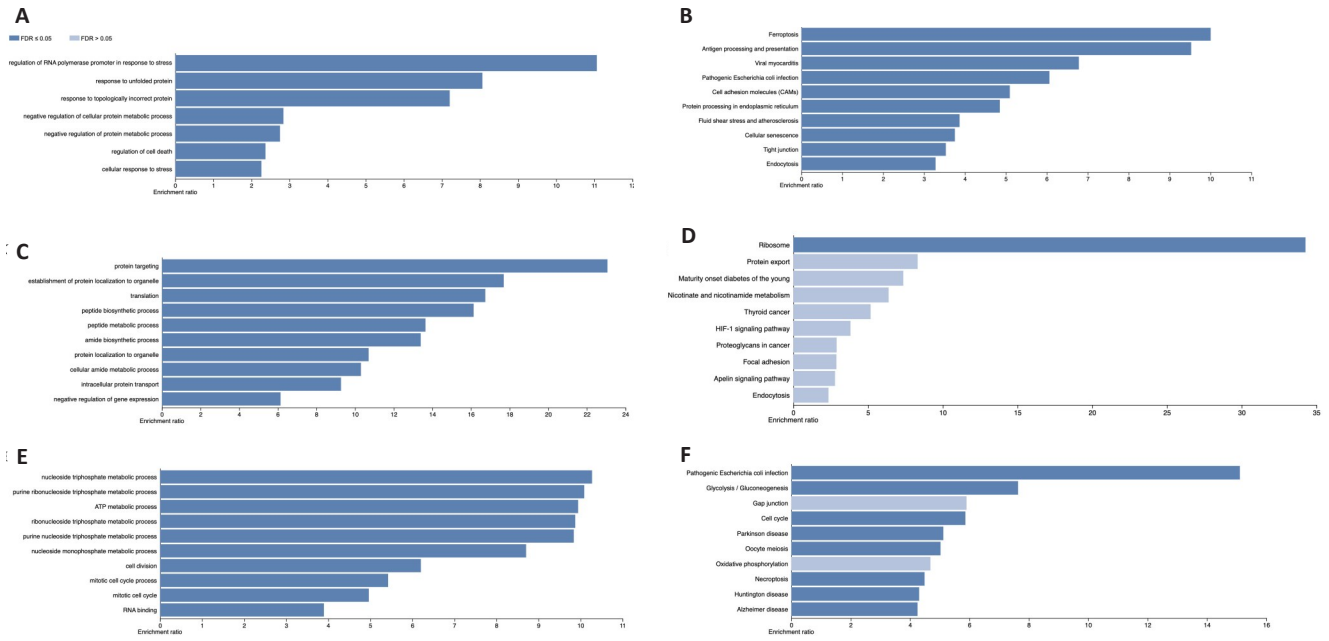 A
FDR ≤ 0.05 FDR > 0.05
regulation of RNA polymerase promoter in response to stress
response to unfolded protein
response to topologically incorrect protein
negative regulation of cellular protein metabolic process
negative regulation of protein metabolic process
regulation of cell death
cellular response to stress
0 1 2 3 4 5 6 7 8 9 10 11 12
Enrichment ratio
B
Ferroptosis
Antigen processing and presentation
Viral myocarditis
Pathogenic Escherichia coli infection
Cell adhesion molecules (CAMs)
Protein processing in endoplasmic reticulum
Fluid shear stress and atherosclerosis
Cellular senescence
Tight junction
Endocytosis
0 1 2 3 4 5 6 7 8 9 10 11
Enrichment ratio
C
protein targeting
establishment of protein localization to organelle
translation
peptide biosynthetic process
peptide metabolic process
amide biosynthetic process
protein localization to organelle
cellular amide metabolic process
intracellular protein transport
negative regulation of gene expression
0 2 4 6 8 10 12 14 16 18 20 22 24
Enrichment ratio
D
Ribosome
Protein export
Maturity onset diabetes of the young
Nicotinate and nicotinamide metabolism
Thyroid cancer
HIF-1 signaling pathway
Proteoglycans in cancer
Focal adhesion
Apelin signaling pathway
Endocytosis
0 5 10 15 20 25 30 35
Enrichment ratio
E
nucleoside triphosphate metabolic process
purine ribonucleoside triphosphate metabolic process
ATP metabolic process
ribonucleoside triphosphate metabolic process
purine nucleoside triphosphate metabolic process
nucleoside monophosphate metabolic process
cell division
mitotic cell cycle process
mitotic cell cycle
RNA binding
0 1 2 3 4 5 6 7 8 9 10 11
Enrichment ratio
F
Pathogenic Escherichia coli infection
Glycolysis / Gluconeogenesis
Gap junction
Cell cycle
Parkinson disease
Oocyte meiosis
Oxidative phosphorylation
Necroptosis
Huntington disease
Alzheimer disease
0 2 4 6 8 10 12 14 16
Enrichment ratio